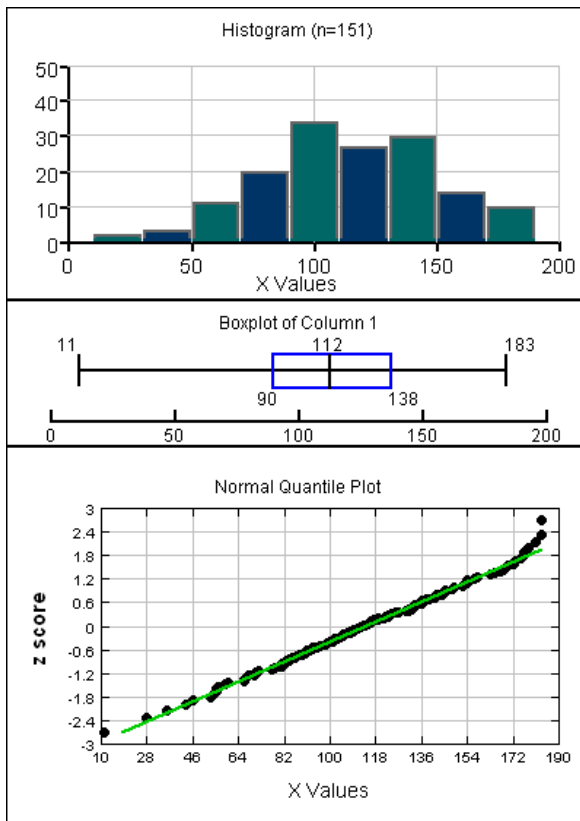 Histogram (n=151)
50
40
30
20
10
0
0 50 100 150 200
X Values
Boxplot of Column 1
11 112 183
90 138
0 50 100 150 200
Normal Quantile Plot
3
2.4
1.8
1.2
0.6
0
-0.6
-1.2
-1.8
-2.4
-3
z score
10 28 46 64 82 100 118 136 154 172 190
X Values